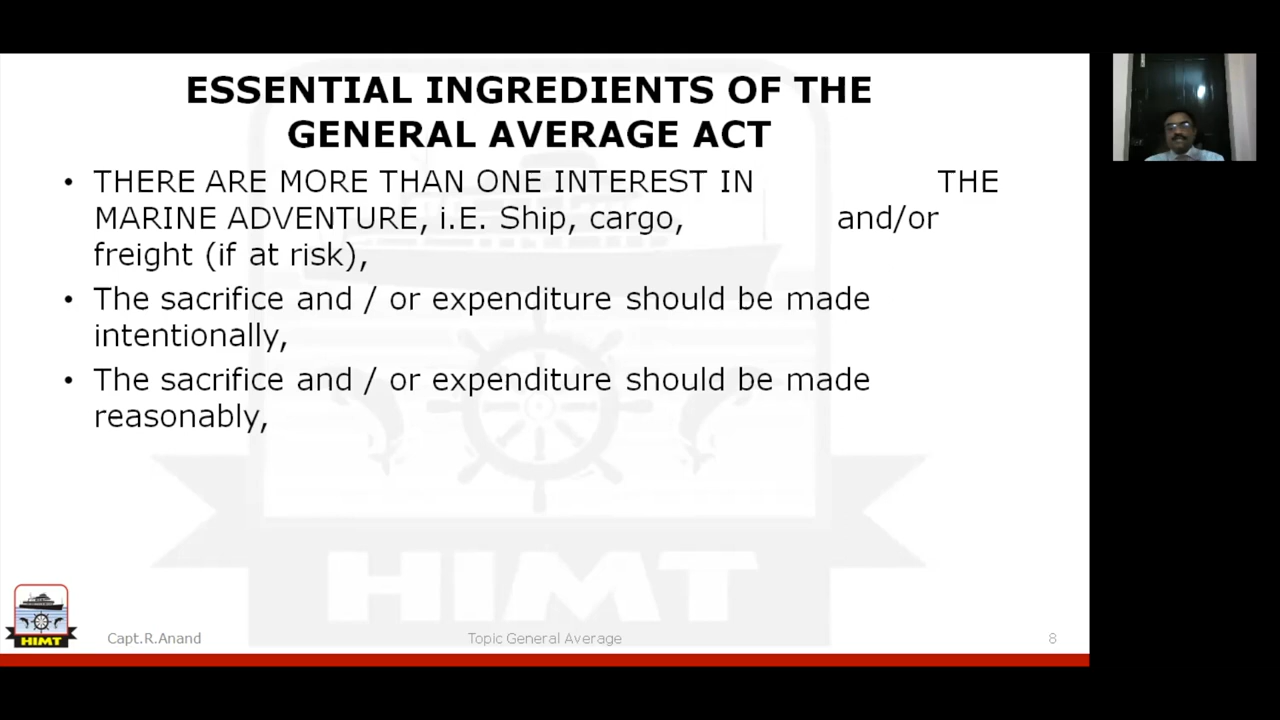 ESSENTIAL INGREDIENTS OF THE
GENERAL AVERAGE ACT
• THERE ARE MORE THAN ONE INTEREST IN THE
MARINE ADVENTURE, i.E. Ship, cargo, and/or
freight (if at risk),
• The sacrifice and / or expenditure should be made
intentionally,
• The sacrifice and / or expenditure should be made
reasonably,
HIMT
HIMT
Capt.R.Anand Topic General Average 8